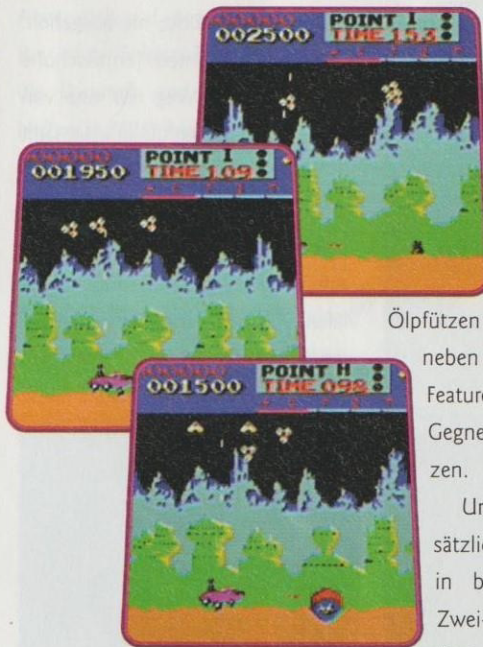 002500
POINT I
TIME 153
001950
POINT I
TIME 109
001500
POINT H
TIME 098
Ölpfützen
neben
Feature
Gegne
zen.
Un
sätzlic
in b
Zwei-